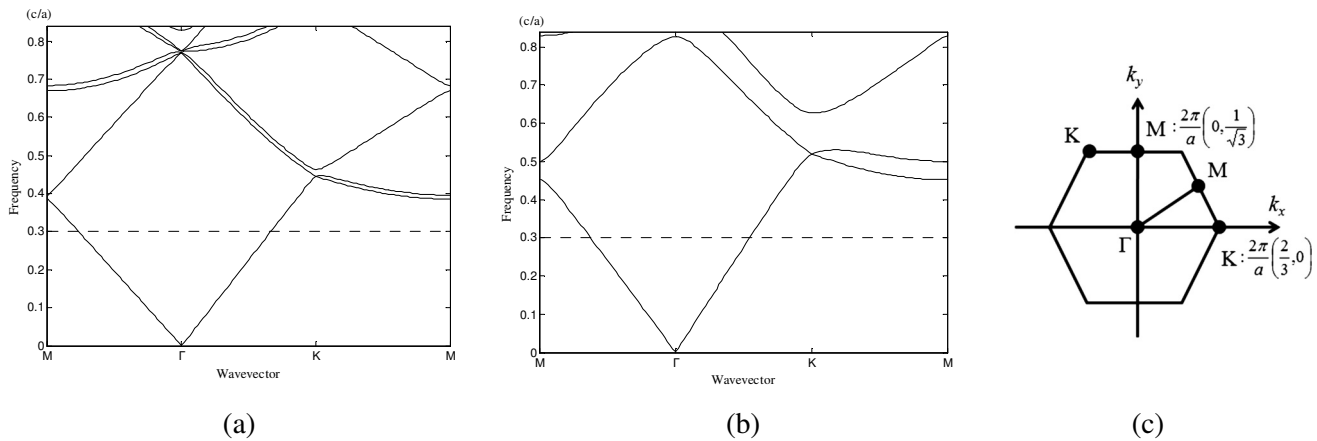 (c/a)
0.8
0.7
0.6
0.5
0.4
0.3
0.2
0.1
0
Frequency
M Γ K M
Wavevector
(a)
(c/a)
0.8
0.7
0.6
0.5
0.4
0.3
0.2
0.1
0
Frequency
M Γ K M
Wavevector
(b)
k_y
K M : 2π/a (0, 1/√3)
M
k_x
Γ K : 2π/a (2/3, 0)
(c)